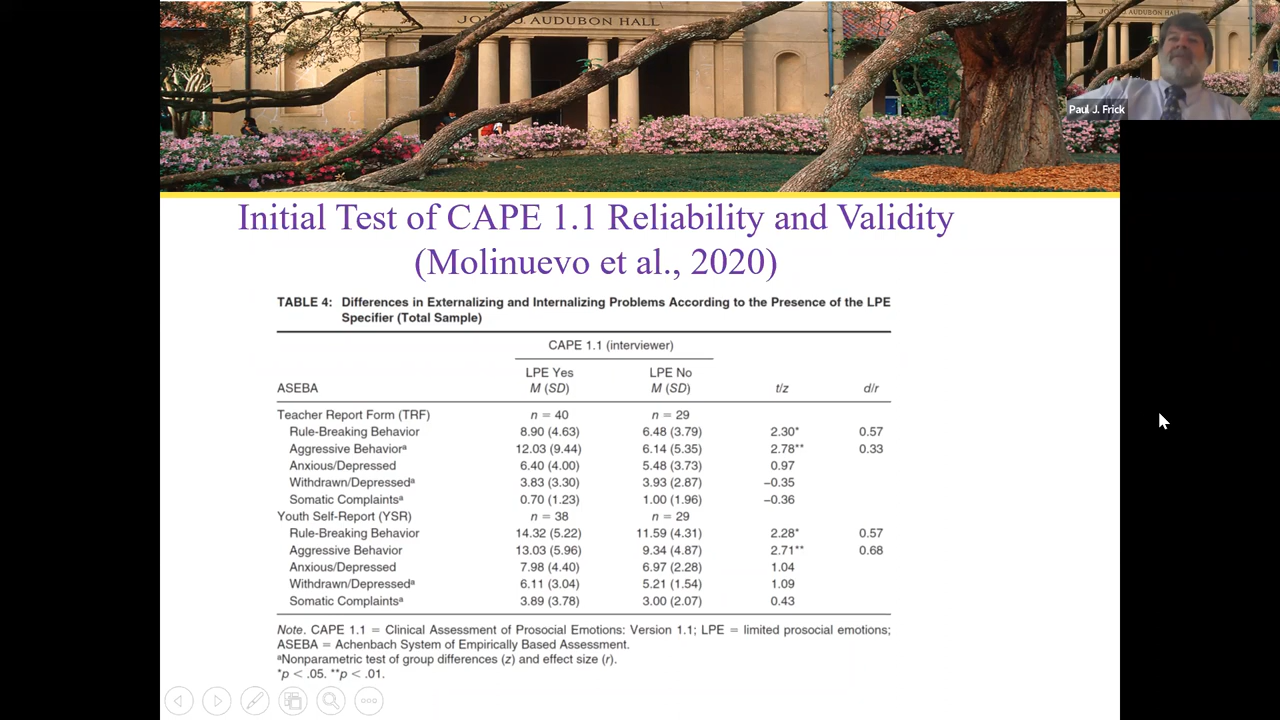 JOHN J. AUDUBON HALL
Paul J. Frick
Initial Test of CAPE 1.1 Reliability and Validity
(Molinuevo et al., 2020)
TABLE 4: Differences in Externalizing and Internalizing Problems According to the Presence of the LPE
Specifier (Total Sample)
CAPE 1.1 (interviewer)
LPE Yes LPE No
ASEBA M (SD) M (SD) t/z d/r
Teacher Report Form (TRF) n = 40 n = 29
Rule-Breaking Behavior 8.90 (4.63) 6.48 (3.79) 2.30* 0.57
Aggressive Behaviorᵃ 12.03 (9.44) 6.14 (5.35) 2.78** 0.33
Anxious/Depressed 6.40 (4.00) 5.48 (3.73) 0.97
Withdrawn/Depressedᵃ 3.83 (3.30) 3.93 (2.87) −0.35
Somatic Complaintsᵃ 0.70 (1.23) 1.00 (1.96) −0.36
Youth Self-Report (YSR) n = 38 n = 29
Rule-Breaking Behavior 14.32 (5.22) 11.59 (4.31) 2.28* 0.57
Aggressive Behavior 13.03 (5.96) 9.34 (4.87) 2.71** 0.68
Anxious/Depressed 7.98 (4.40) 6.97 (2.28) 1.04
Withdrawn/Depressedᵃ 6.11 (3.04) 5.21 (1.54) 1.09
Somatic Complaintsᵃ 3.89 (3.78) 3.00 (2.07) 0.43
Note. CAPE 1.1 = Clinical Assessment of Prosocial Emotions: Version 1.1; LPE = limited prosocial emotions;
ASEBA = Achenbach System of Empirically Based Assessment.
ᵃNonparametric test of group differences (z) and effect size (r).
*p < .05. **p < .01.